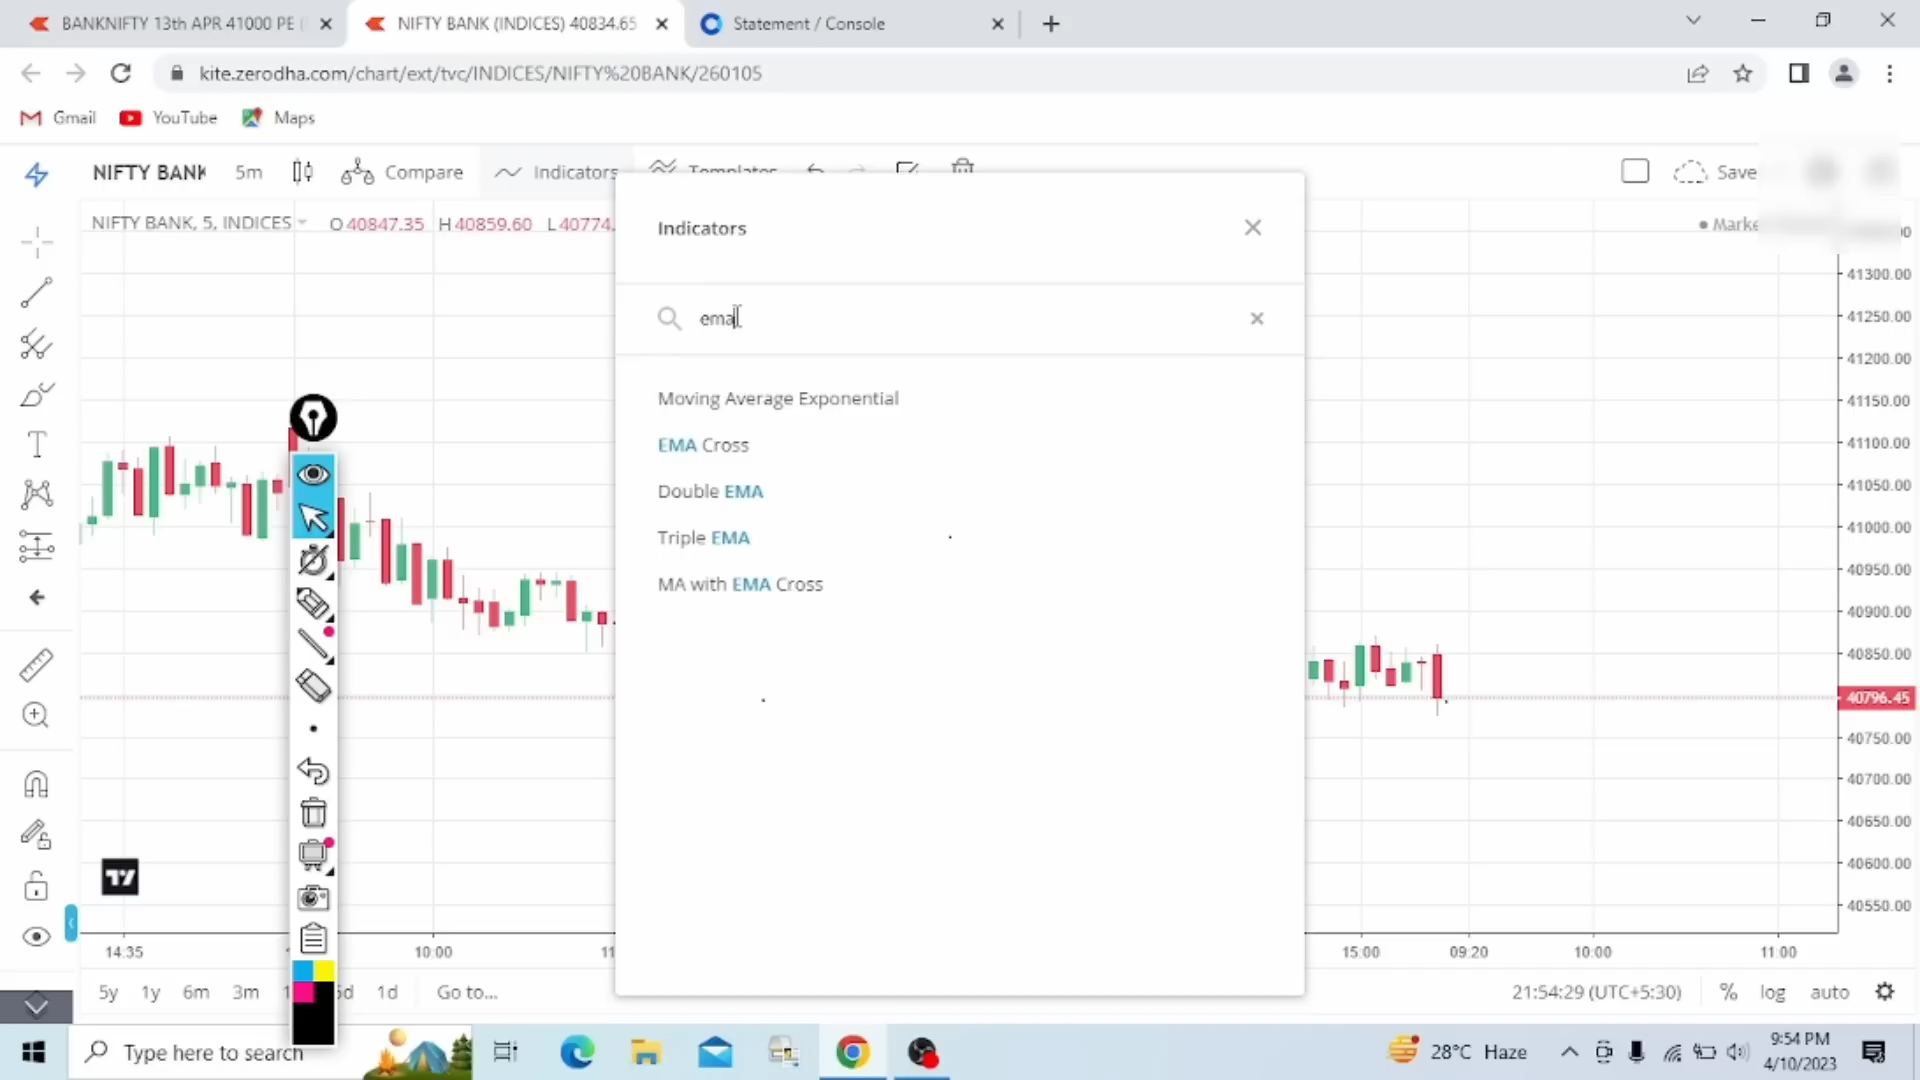 BANKNIFTY 13th APR 41000 PE (
NIFTY BANK (INDICES) 40834.65
Statement / Console
kite.zerodha.com/chart/ext/tvc/INDICES/NIFTY%20BANK/260105
Gmail YouTube Maps
NIFTY BANK 5m Compare Indicators Templates Save
NIFTY BANK, 5, INDICES O40847.35 H40859.60 L40774.
Marke
Indicators
ema
Moving Average Exponential
EMA Cross
Double EMA
Triple EMA
MA with EMA Cross
41300.00
41250.00
41200.00
41150.00
41100.00
41050.00
41000.00
40950.00
40900.00
40850.00
40796.45
40750.00
40700.00
40650.00
40600.00
40550.00
14:35 10:00 15:00 09:20 10:00 11:00
5y 1y 6m 3m 5d 1d Go to... 21:54:29 (UTC+5:30) % log auto
Type here to search 28°C Haze 9:54 PM
4/10/2023